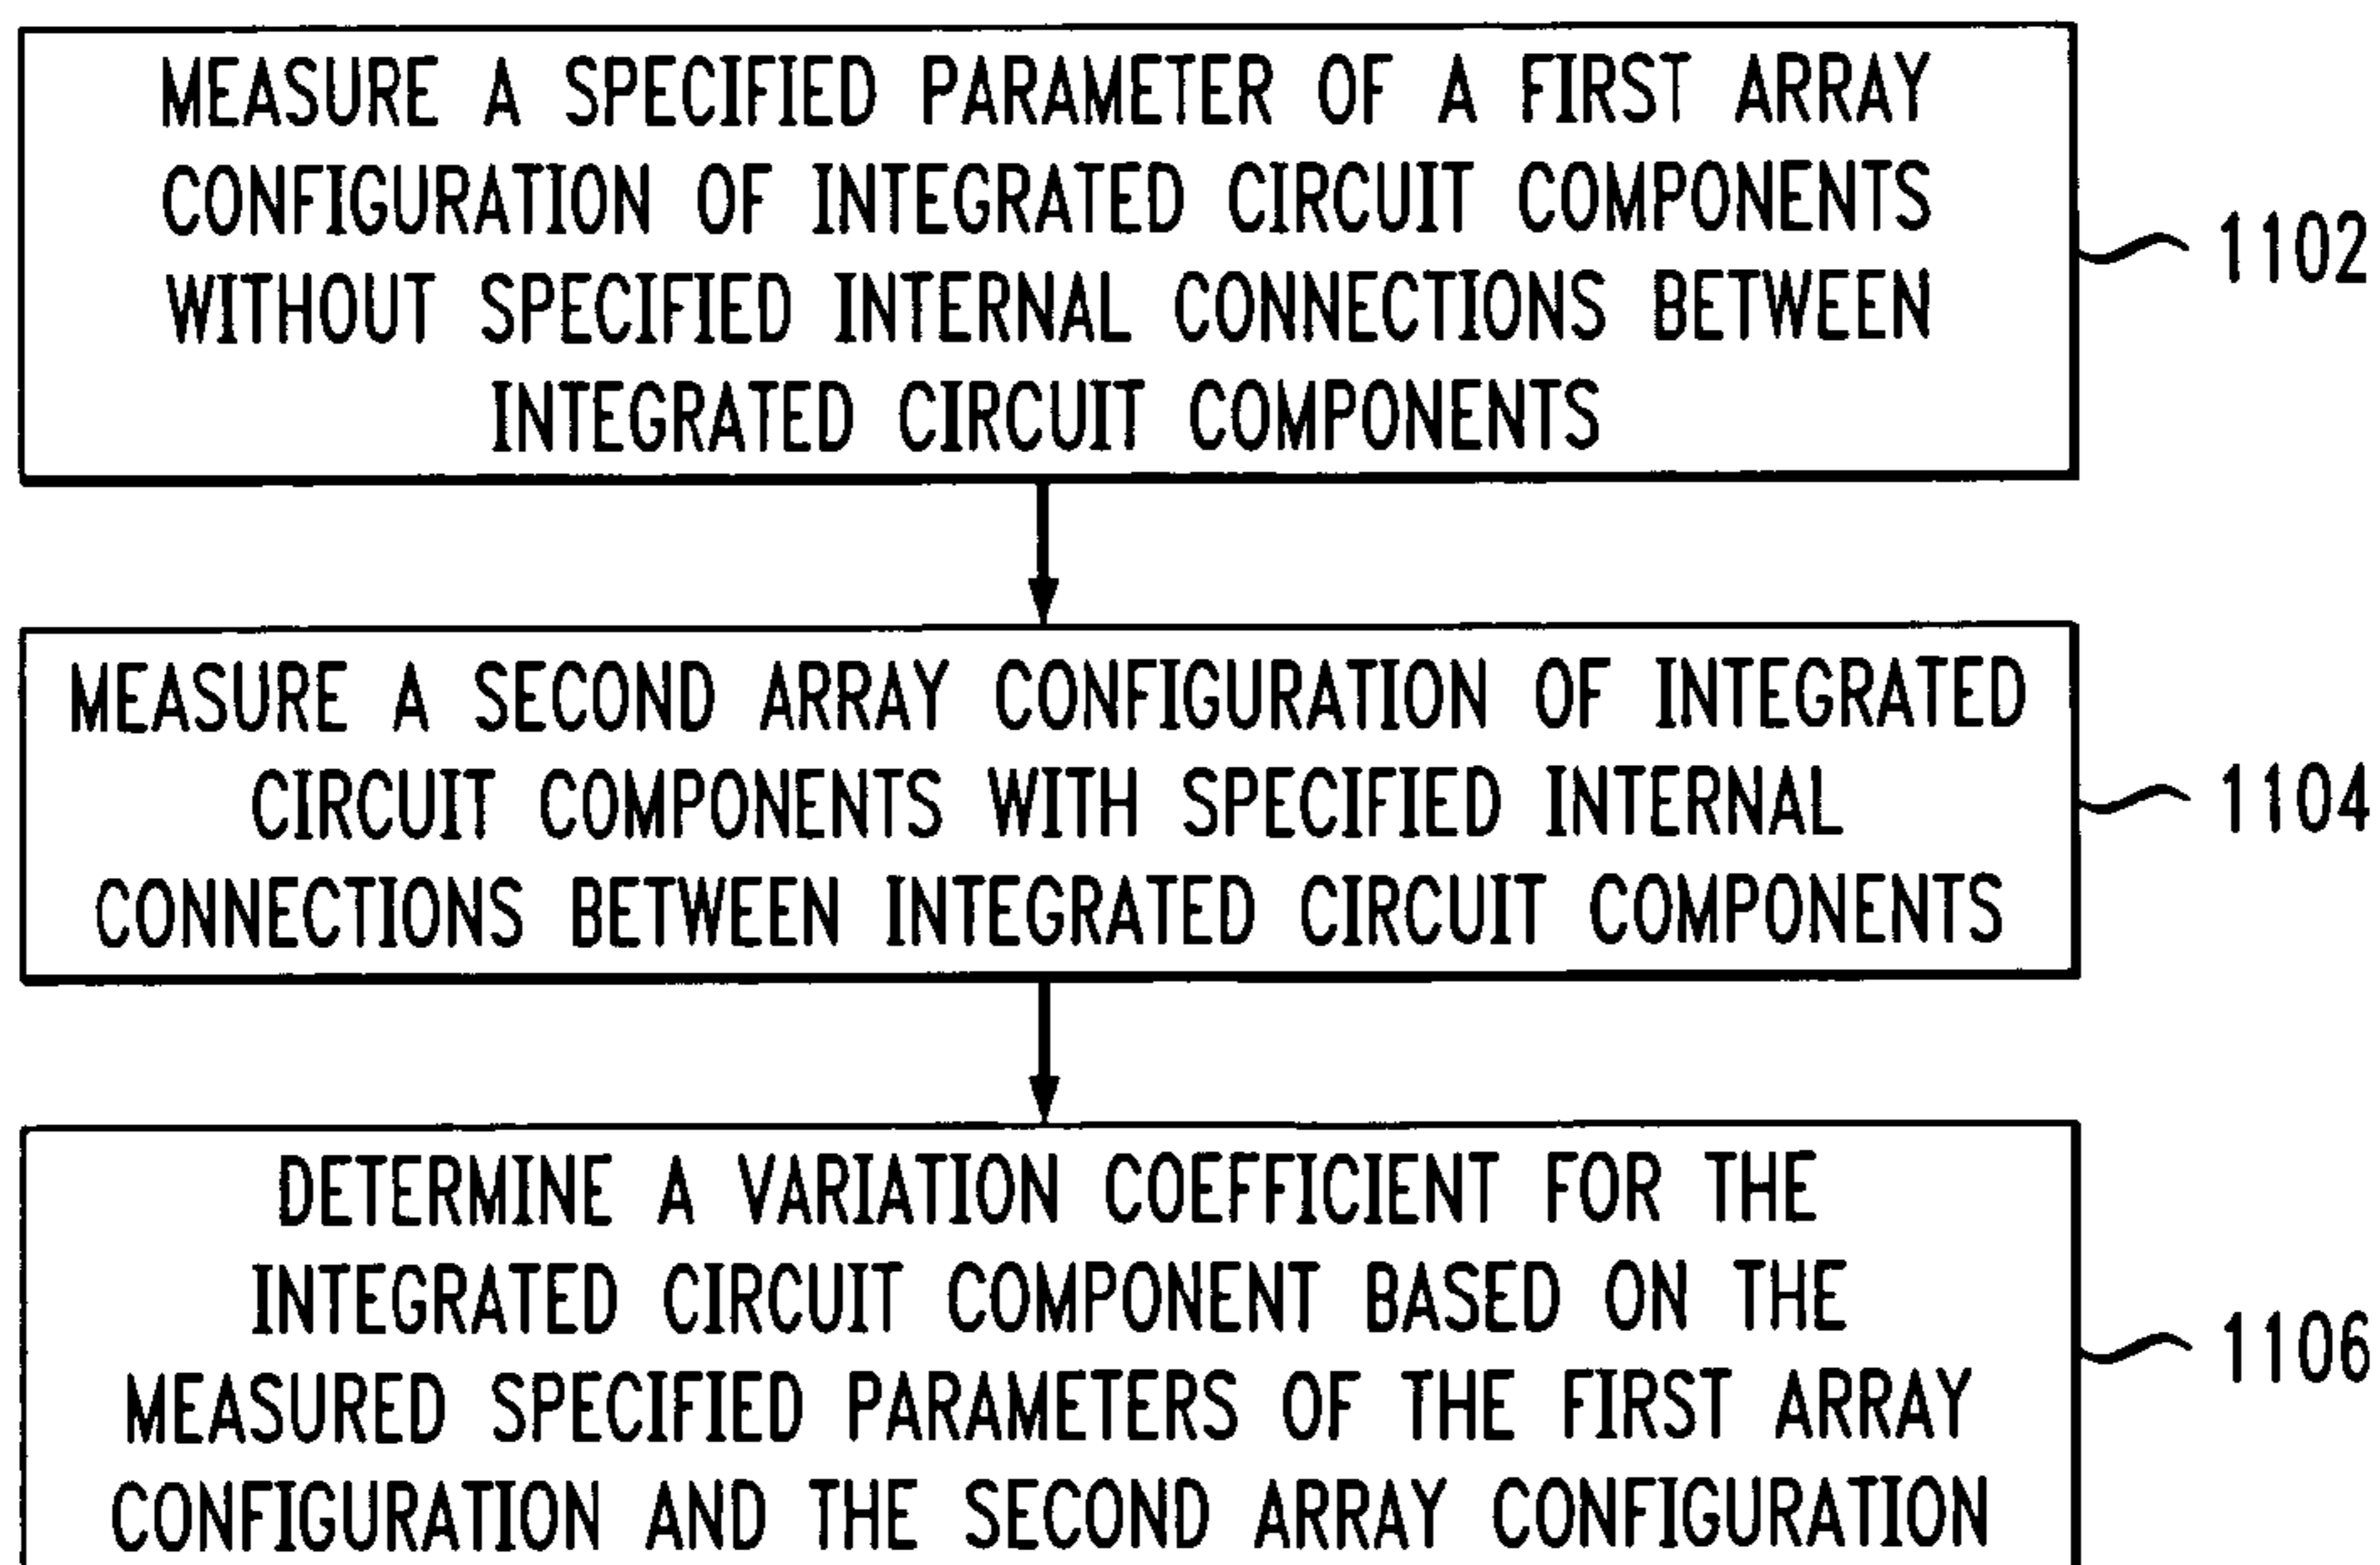 MEASURE A SPECIFIED PARAMETER OF A FIRST ARRAY
CONFIGURATION OF INTEGRATED CIRCUIT COMPONENTS
WITHOUT SPECIFIED INTERNAL CONNECTIONS BETWEEN
INTEGRATED CIRCUIT COMPONENTS
1102
MEASURE A SECOND ARRAY CONFIGURATION OF INTEGRATED
CIRCUIT COMPONENTS WITH SPECIFIED INTERNAL
CONNECTIONS BETWEEN INTEGRATED CIRCUIT COMPONENTS
1104
DETERMINE A VARIATION COEFFICIENT FOR THE
INTEGRATED CIRCUIT COMPONENT BASED ON THE
MEASURED SPECIFIED PARAMETERS OF THE FIRST ARRAY
CONFIGURATION AND THE SECOND ARRAY CONFIGURATION
1106